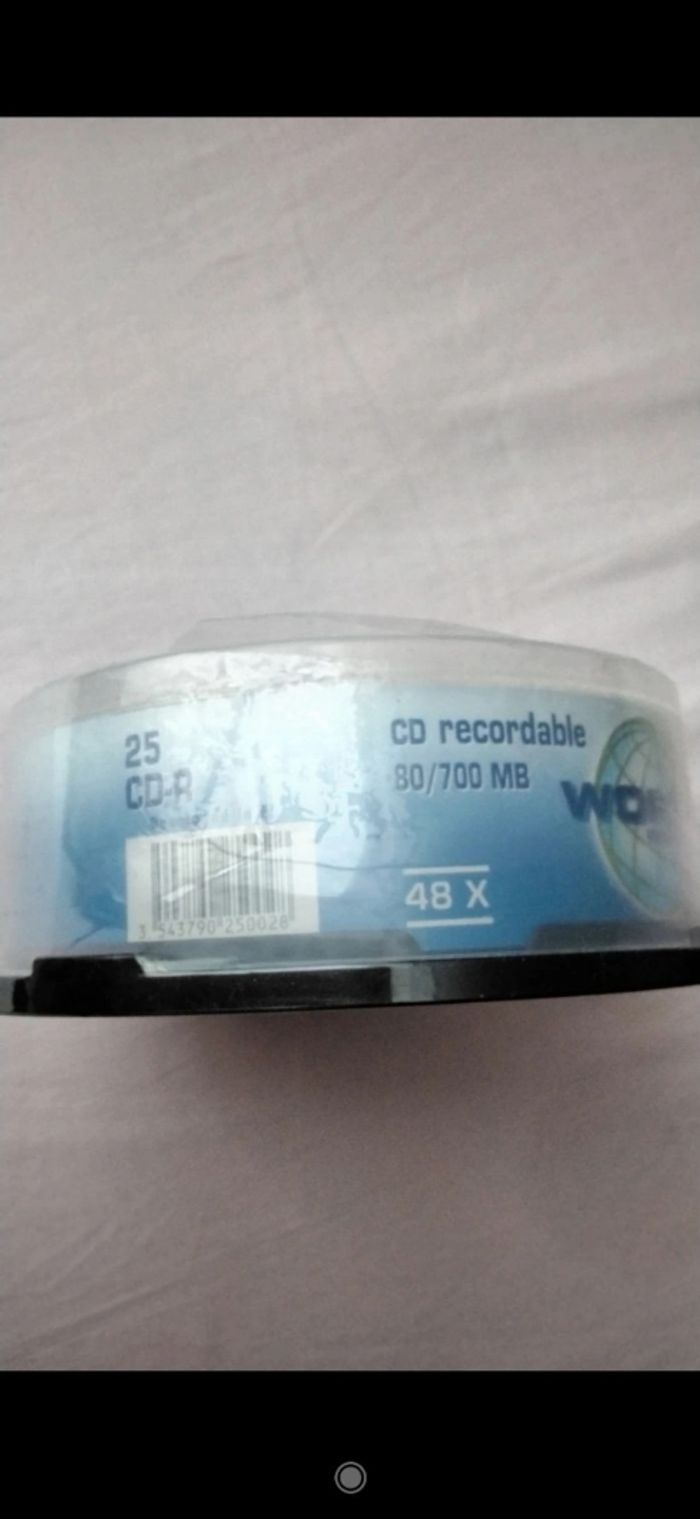 25
CD-R
CD recordable
80/700 MB
48 X
3 543790 250028